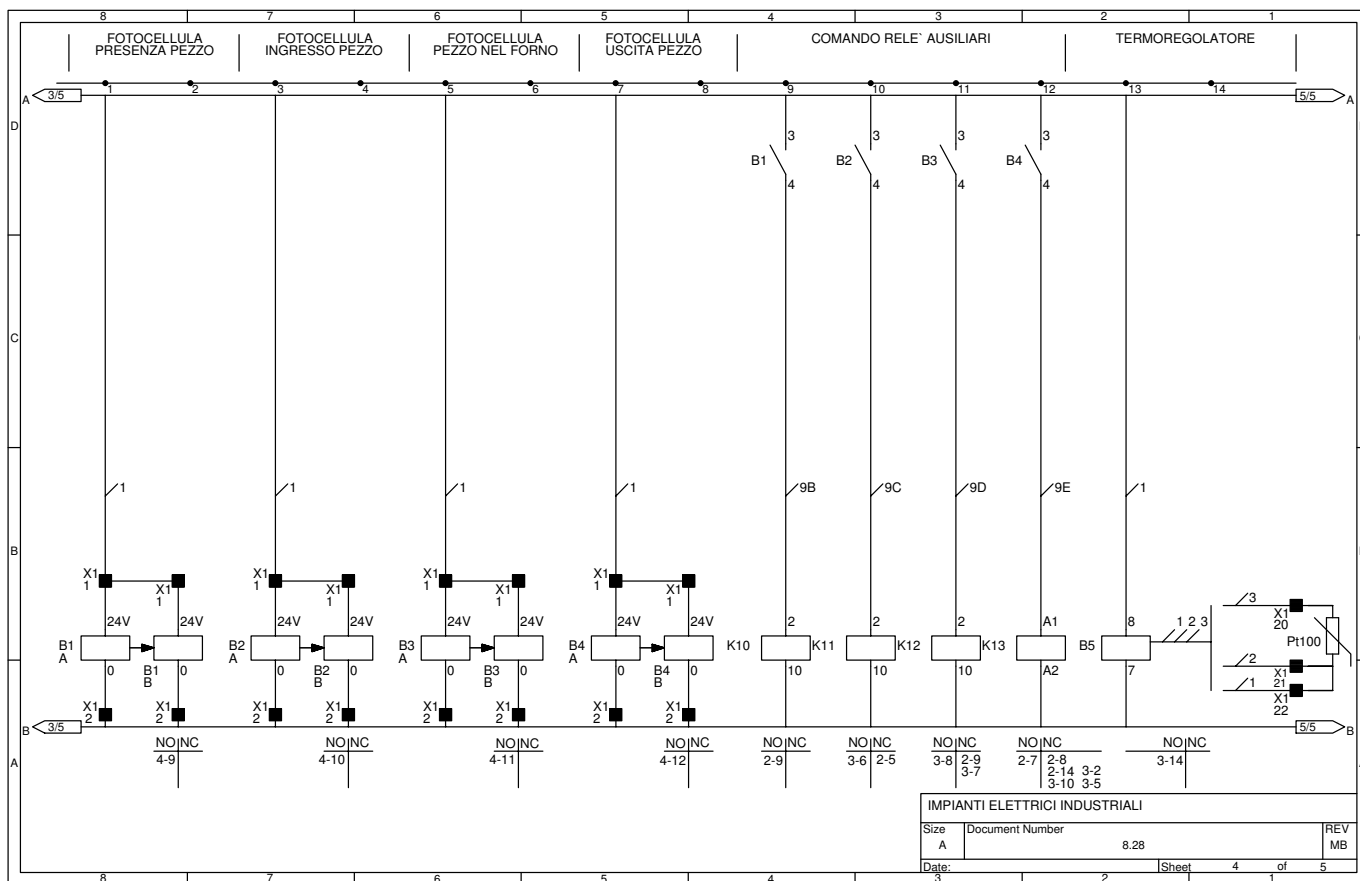 8 7 6 5 4 3 2 1
FOTOCELLULA PRESENZA PEZZO
FOTOCELLULA INGRESSO PEZZO
FOTOCELLULA PEZZO NEL FORNO
FOTOCELLULA USCITA PEZZO
COMANDO RELE` AUSILIARI
TERMOREGOLATORE
A 3/5 1 2 3 4 5 6 7 8 9 10 11 12 13 14 5/5 A
D
3 3 3 3
B1 B2 B3 B4
4 4 4 4
C
1 1 1 1 9B 9C 9D 9E 1
B
X1 1 X1 1 X1 1 X1 1 X1 1 X1 1 X1 1 X1 1
3 X1 20
24V 24V 24V 24V 24V 24V 24V 24V 2 2 2 A1 8 1 2 3
B1 A B2 A B3 A B4 A K10 K11 K12 K13 B5 Pt100
0 B1 B 0 0 B2 B 0 0 B3 B 0 0 B4 B 0 10 10 10 A2 7
2 X1 21
1 X1 22
X1 2 X1 2 X1 2 X1 2 X1 2 X1 2 X1 2 X1 2
B 3/5 5/5 B
A
NO NC NO NC NO NC NO NC NO NC NO NC NO NC NO NC NO NC
4-9 4-10 4-11 4-12 2-9 3-6 2-5 3-8 2-9 2-7 2-8 3-14
3-7 2-14 3-2
3-10 3-5
IMPIANTI ELETTRICI INDUSTRIALI
Size Document Number REV
A 8.28 MB
Date: Sheet 4 of 5
8 7 6 5 4 3 2 1